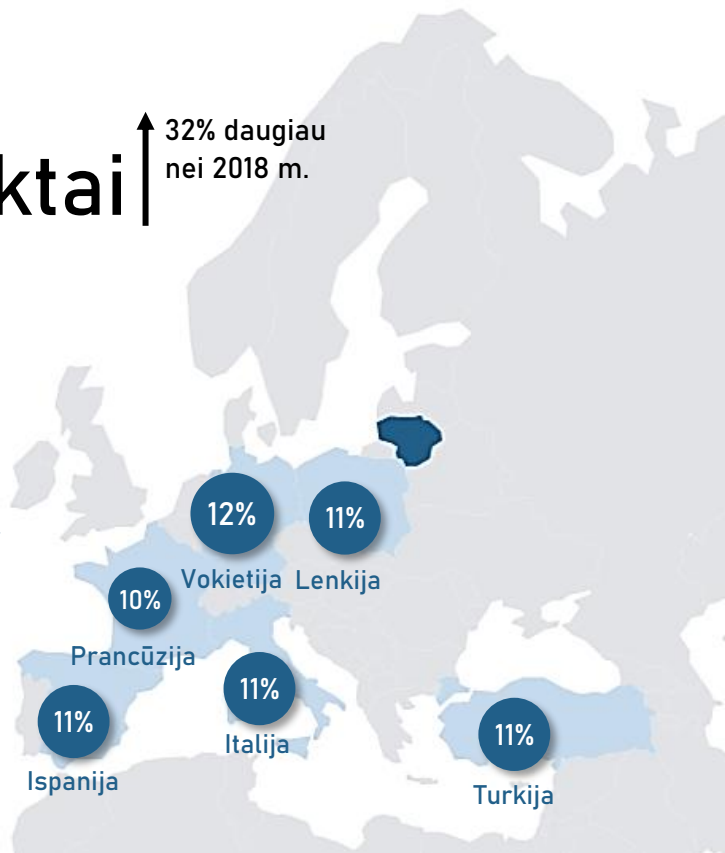 ktai
32% daugiau
nei 2018 m.
12%
Vokietija
11%
Lenkija
10%
Prancūzija
11%
Italija
11%
Ispanija
11%
Turkija